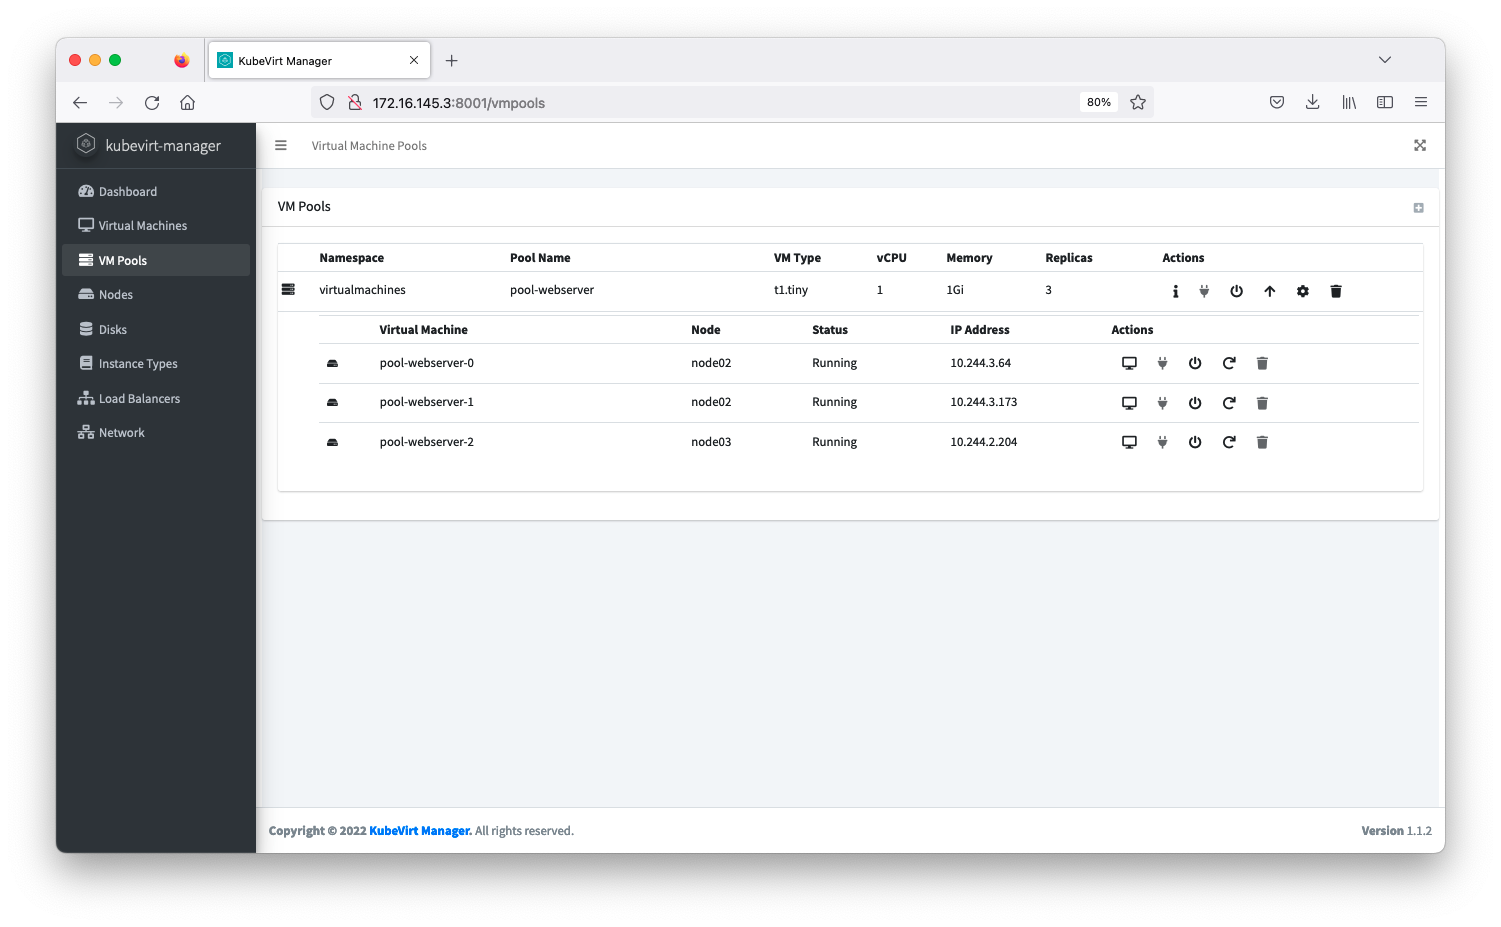 KubeVirt Manager
172.16.145.3:8001/vmpools
80%
kubevirt-manager
Virtual Machine Pools
Dashboard
Virtual Machines
VM Pools
Nodes
Disks
Instance Types
Load Balancers
Network
VM Pools
Namespace Pool Name VM Type vCPU Memory Replicas Actions
virtualmachines pool-webserver t1.tiny 1 1Gi 3
Virtual Machine Node Status IP Address Actions
pool-webserver-0 node02 Running 10.244.3.64
pool-webserver-1 node02 Running 10.244.3.173
pool-webserver-2 node03 Running 10.244.2.204
Copyright © 2022 KubeVirt Manager. All rights reserved.
Version 1.1.2